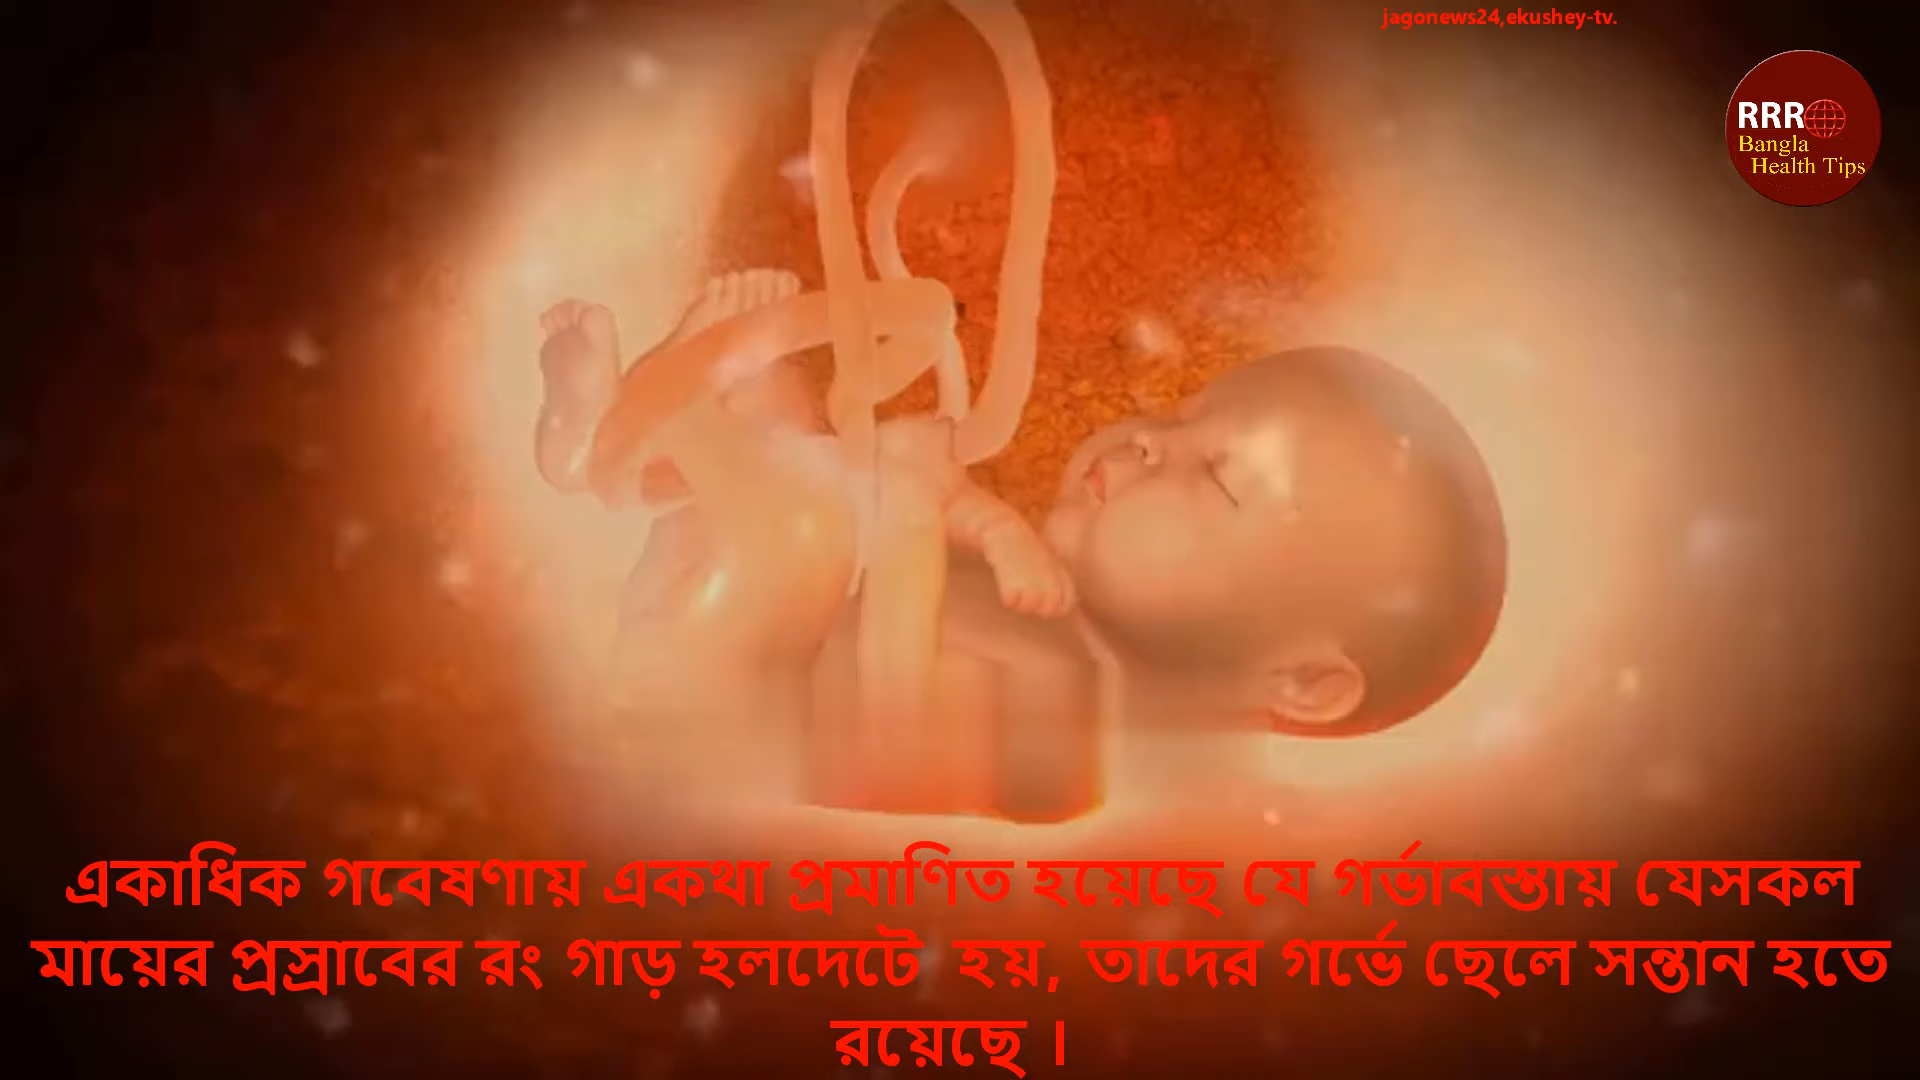 jagonews24,ekushey-tv.
RRR
Bangla
Health Tips
একাধিক গবেষণায় একথা প্রমাণিত হয়েছে যে গর্ভাবস্তায় যেসকল
মায়ের প্রস্রাবের রং গাড় হলদেটে হয়, তাদের গর্ভে ছেলে সন্তান হতে
রয়েছে ।